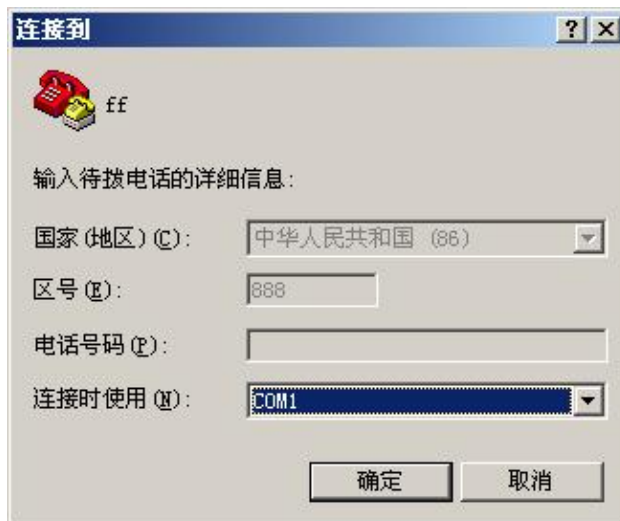 连接到
ff
输入待拨电话的详细信息:
国家(地区)(C): 中华人民共和国 (86)
区号(E): 888
电话号码(P):
连接时使用(N): COM1
确定 取消